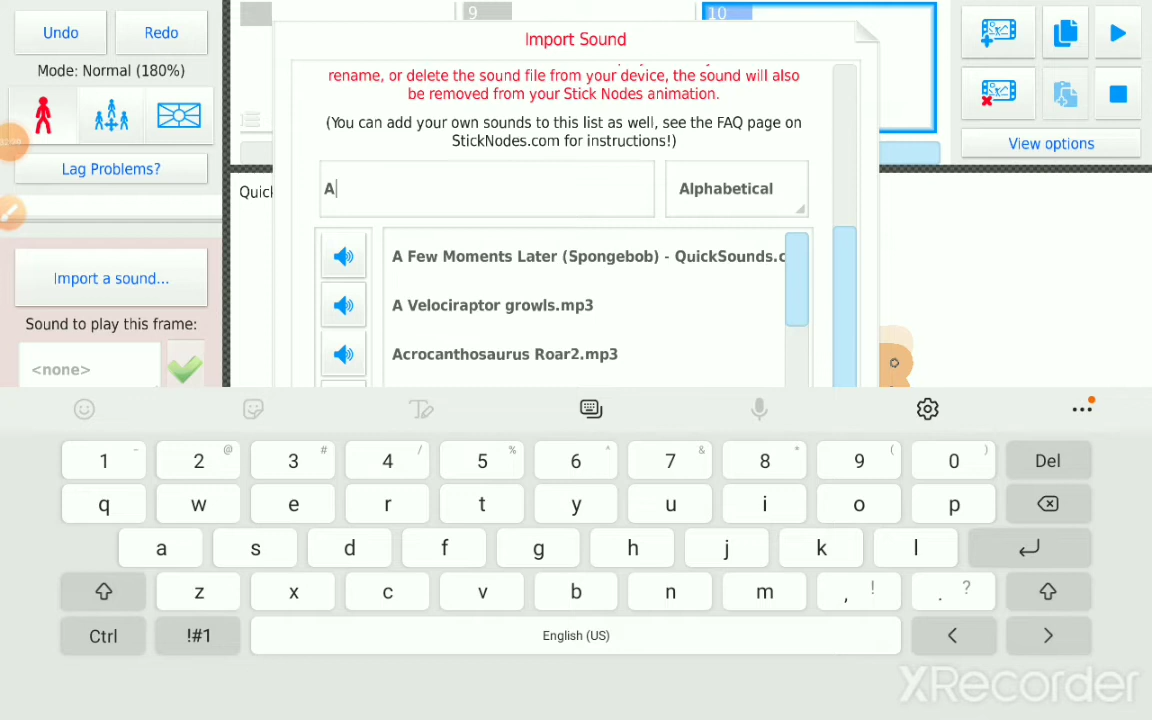 Undo
Redo
Mode: Normal (180%)
Lag Problems?
Import a sound...
Sound to play this frame:
<none>
9
10
View options
Import Sound
rename, or delete the sound file from your device, the sound will also
be removed from your Stick Nodes animation.
(You can add your own sounds to this list as well, see the FAQ page on
StickNodes.com for instructions!)
A
Alphabetical
A Few Moments Later (Spongebob) - QuickSounds.c
A Velociraptor growls.mp3
Acrocanthosaurus Roar2.mp3
1 - 2 @ 3 # 4 / 5 % 6 ^ 7 & 8 * 9 ( 0 ) Del
q w e r t y u i o p
a s d f g h j k l
z x c v b n m , ! . ?
Ctrl !#1 English (US) < >
XRecorder